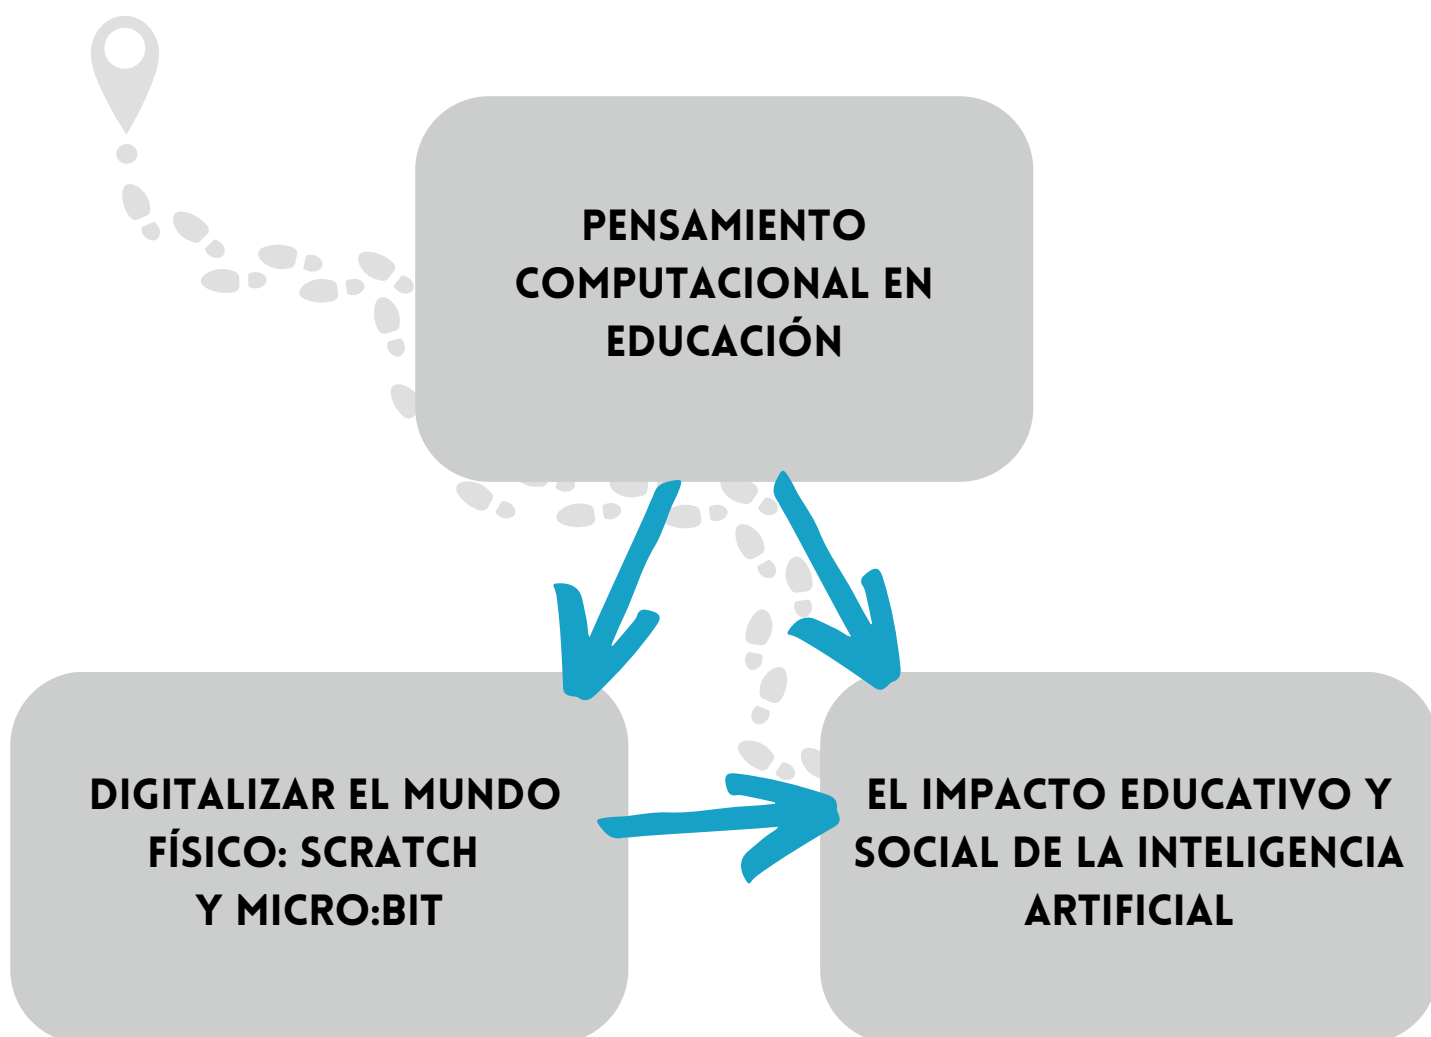 PENSAMIENTO
COMPUTACIONAL EN
EDUCACIÓN
DIGITALIZAR EL MUNDO
FÍSICO: SCRATCH
Y MICRO:BIT
EL IMPACTO EDUCATIVO Y
SOCIAL DE LA INTELIGENCIA
ARTIFICIAL